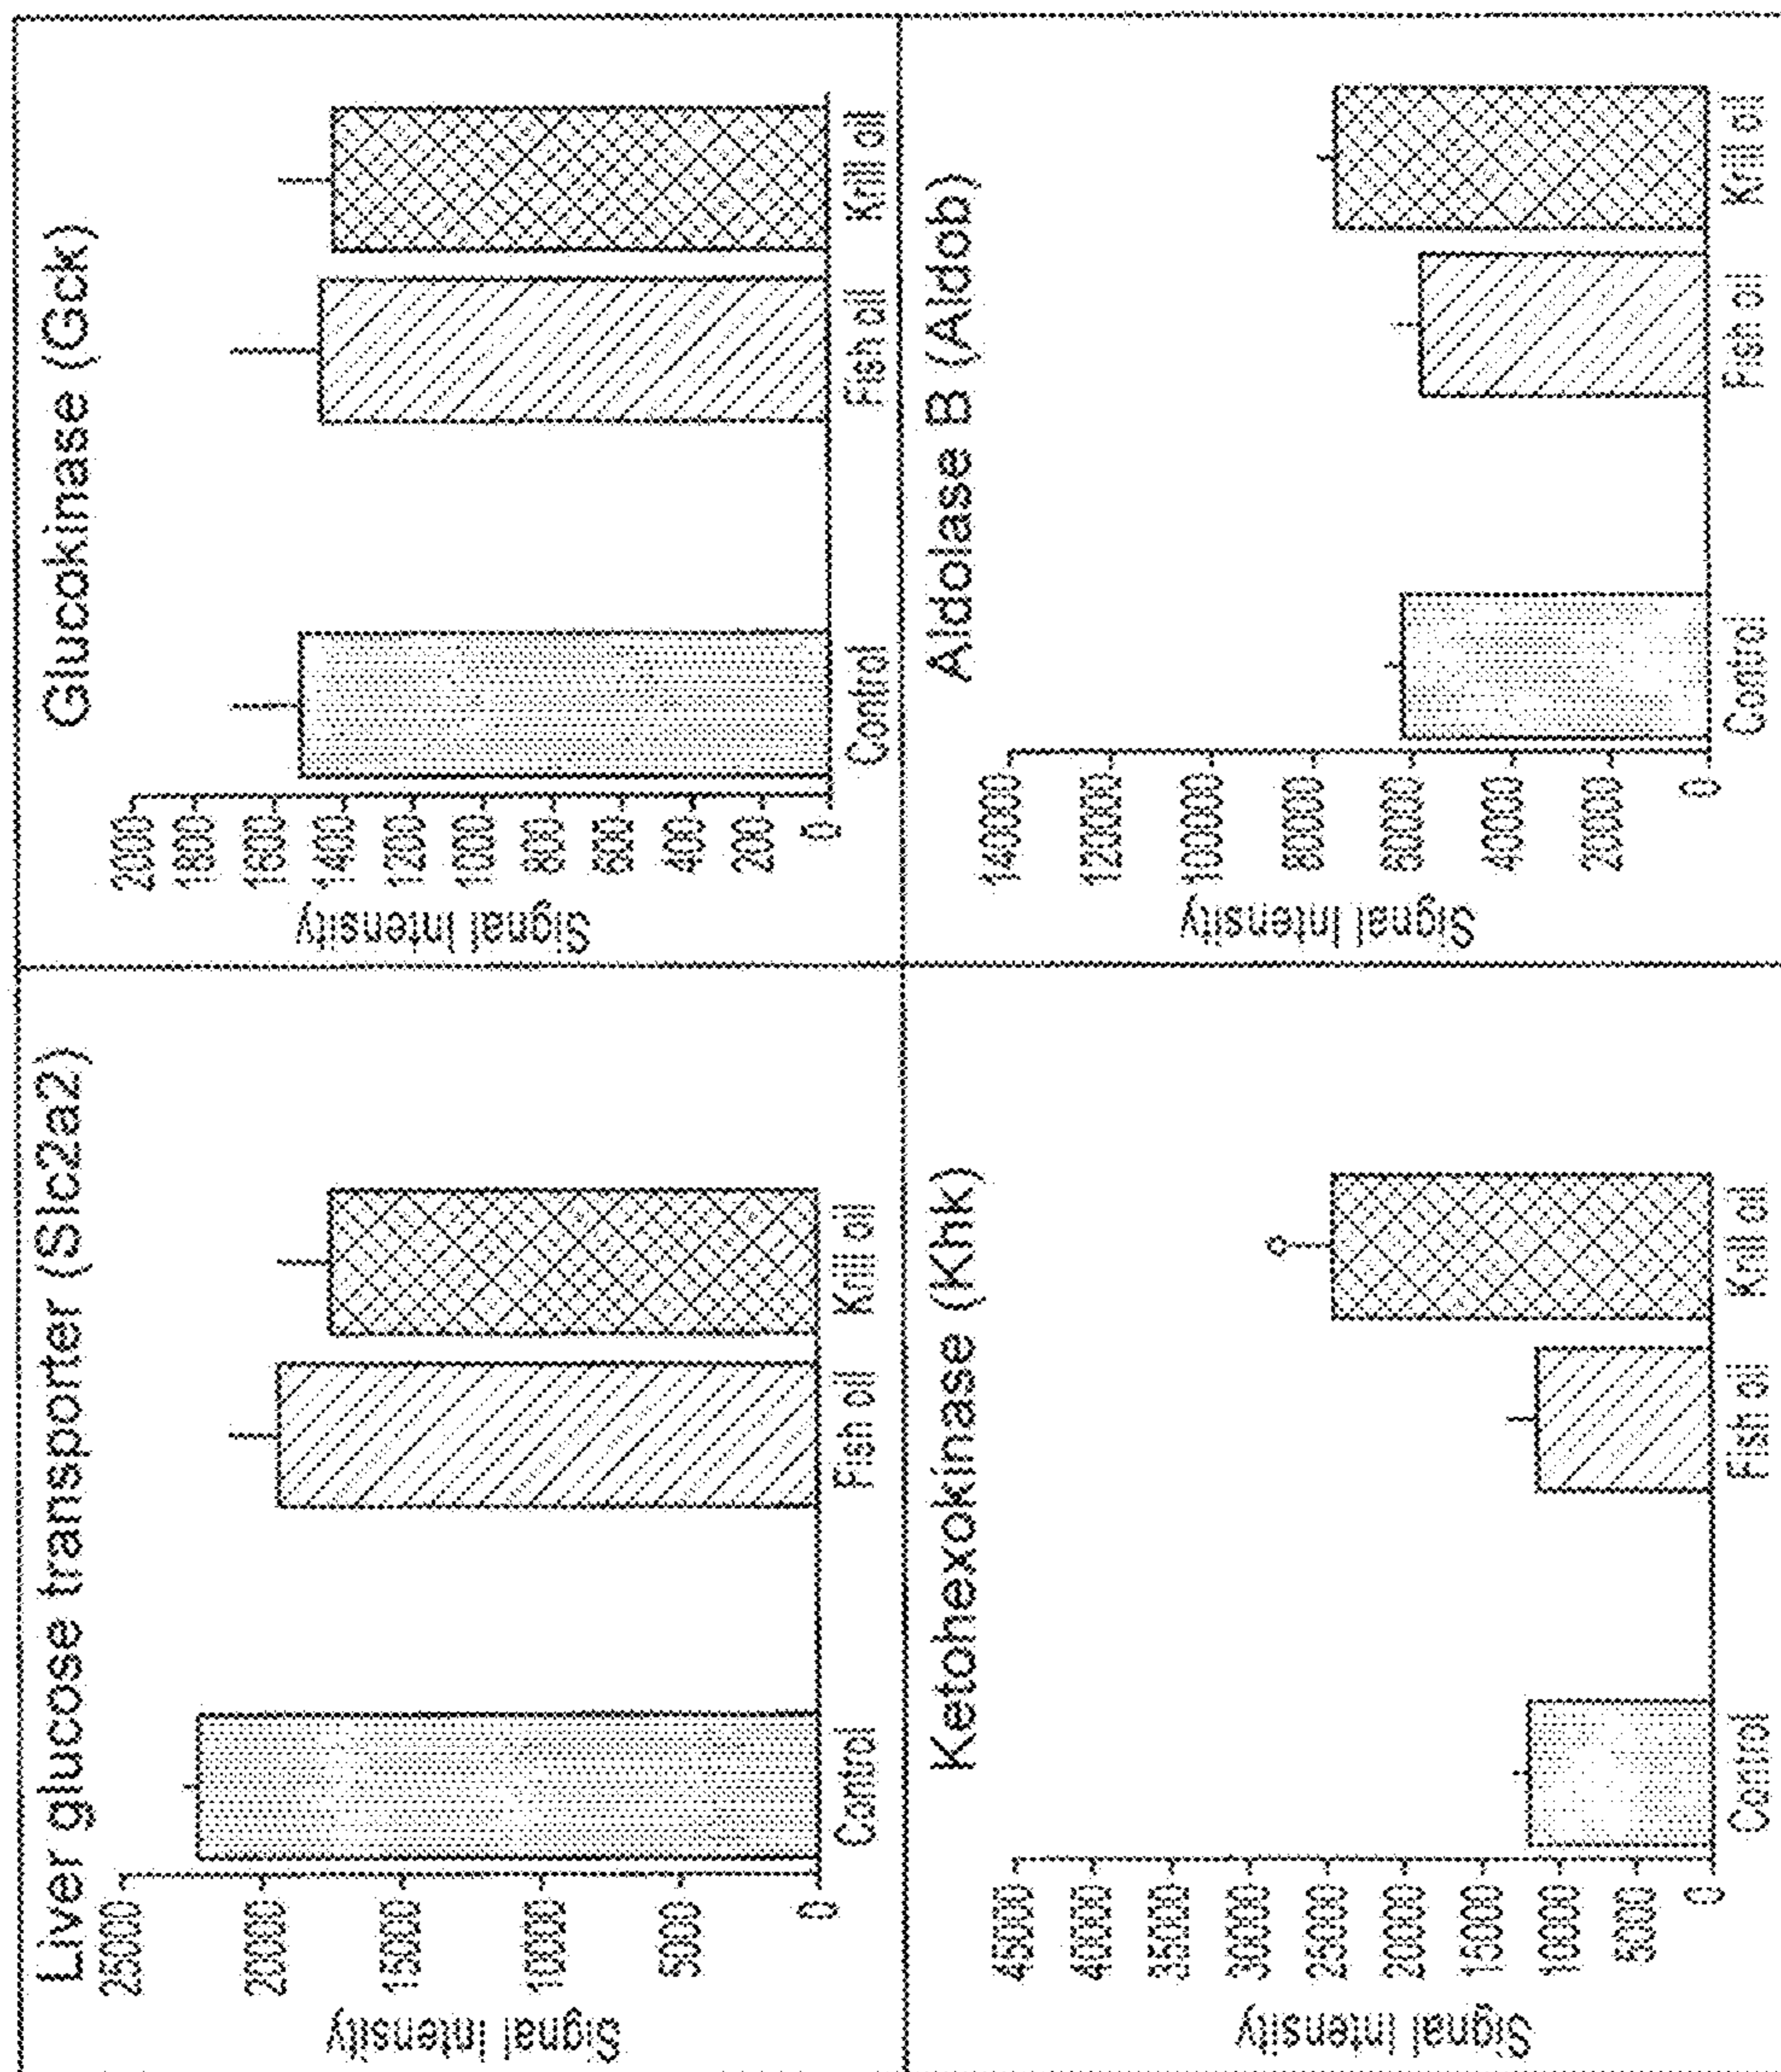 Liver glucose transporter (Slc2a2)
Signal Intensity
25000
20000
15000
10000
5000
0
Control
Fish oil
Krill oil
Glucokinase (Gck)
Signal Intensity
2000
1800
1600
1400
1200
1000
800
600
400
200
0
Control
Fish oil
Krill oil
Ketohexokinase (Khk)
Signal Intensity
45000
40000
35000
30000
25000
20000
15000
10000
5000
0
Control
Fish oil
Krill oil
Aldolase B (Aldob)
Signal Intensity
140000
120000
100000
80000
60000
40000
20000
0
Control
Fish oil
Krill oil